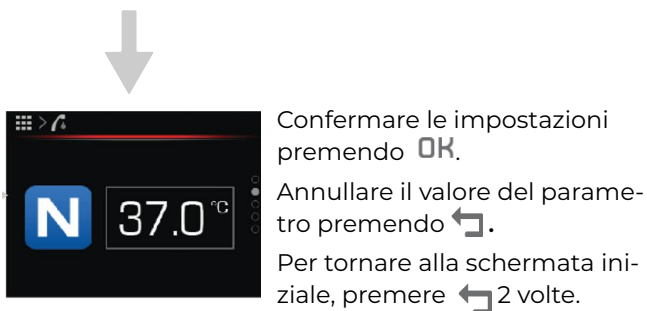 Confermare le impostazioni
premendo OK.
Annullare il valore del parame-
tro premendo .
Per tornare alla schermata ini-
ziale, premere 2 volte.
>
N 37.0 °C